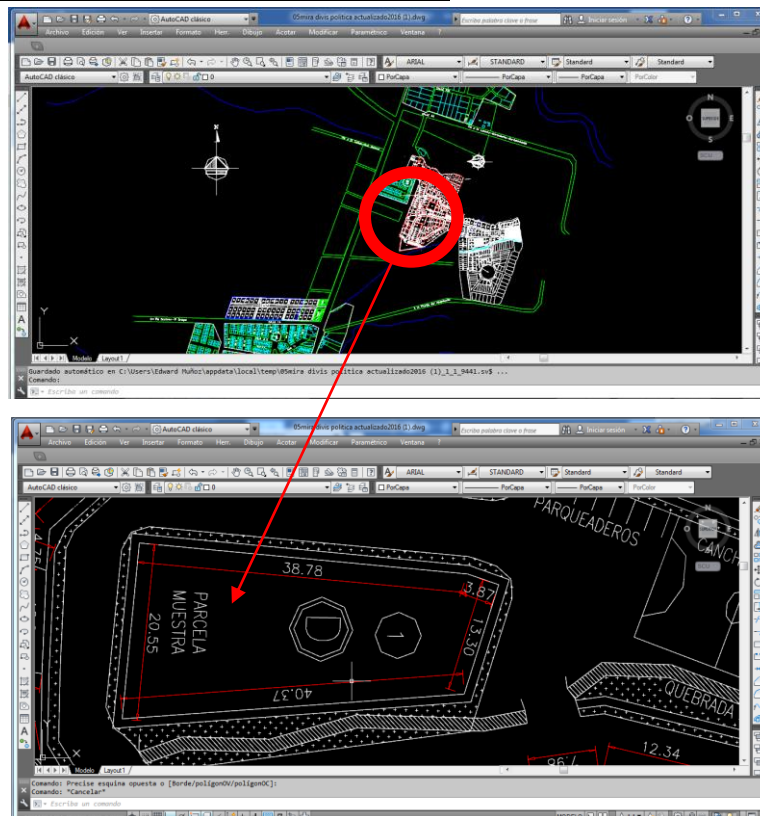 AutoCAD clásico
05mira divis politica actualizado2016 (1).dwg
Escriba palabra clave o frase
Iniciar sesión
Archivo Edición Ver Insertar Formato Hen. Dibujo Acotar Modificar Paramétrico Ventana ?
ARIAL STANDARD Standard Standard
AutoCAD clásico 0 PorCapa PorCapa PorCapa PorColor
N
N
O E
S
Y
X
Modelo Layout1
Guardado automático en C:\Users\Edward Muñoz\appdata\local\temp\05mira divis politica actualizado2016 (1)_1_1_9441.sv$ ...
Comando:
Escriba un comando
AutoCAD clásico
05mira divis politica actualizado2016 (1).dwg
Escriba palabra clave o frase
Iniciar sesión
Archivo Edición Ver Insertar Formato Hen. Dibujo Acotar Modificar Paramétrico Ventana ?
ARIAL STANDARD Standard Standard
AutoCAD clásico 0 PorCapa PorCapa PorCapa PorColor
PARQUEADEROS
CANCH
38.78
3.87
13.30
PARCELA
MUESTRA
20.55
D
1
40.37
QUEBRADA
12.34
Y
X
Modelo Layout1
Comando: Precise esquina opuesta o [Borde/polígonOV/polígonOC]:
Comando: *Cancelar*
Escriba un comando